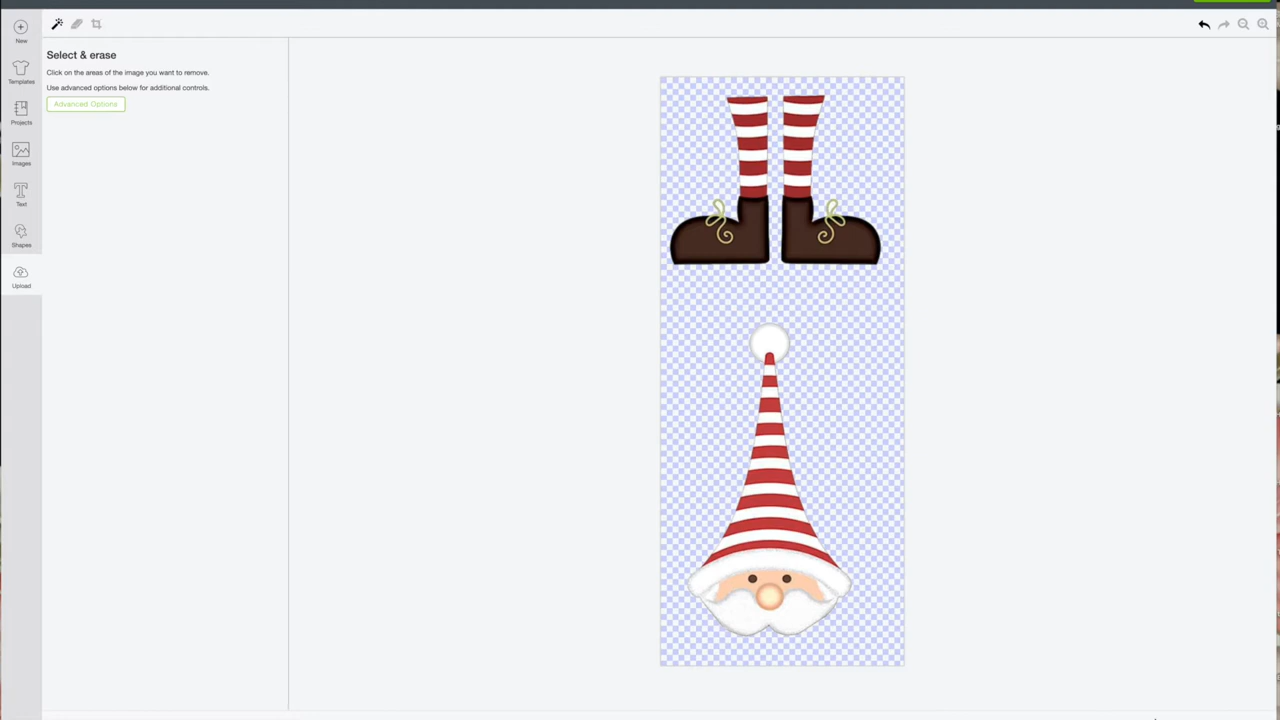 New
Templates
Projects
Images
Text
Shapes
Upload
Select & erase
Click on the areas of the image you want to remove.
Use advanced options below for additional controls.
Advanced Options